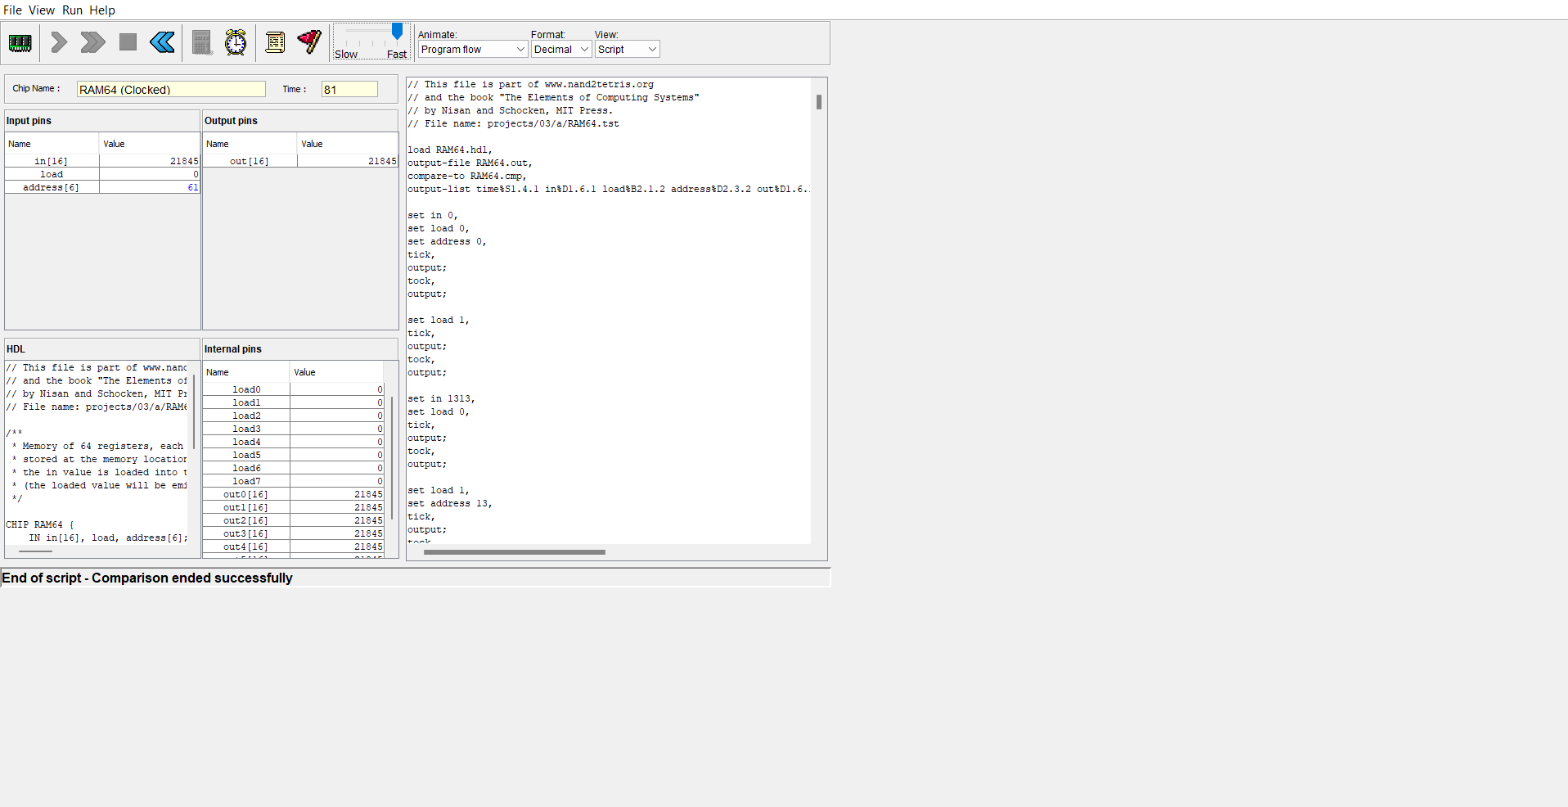 File View Run Help
Slow Fast
Animate: Format: View:
Program flow Decimal Script
Chip Name : RAM64 (Clocked) Time : 81
Input pins
Name Value
in[16] 21845
load 0
address[6] 61
Output pins
Name Value
out[16] 21845
HDL
// This file is part of www.nand
// and the book "The Elements of
// by Nisan and Schocken, MIT Pr
// File name: projects/03/a/RAM6
/**
* Memory of 64 registers, each
* stored at the memory location
* the in value is loaded into t
* (the loaded value will be emi
*/
CHIP RAM64 {
IN in[16], load, address[6];
Internal pins
Name Value
load0 0
load1 0
load2 0
load3 0
load4 0
load5 0
load6 0
load7 0
out0[16] 21845
out1[16] 21845
out2[16] 21845
out3[16] 21845
out4[16] 21845
// This file is part of www.nand2tetris.org
// and the book "The Elements of Computing Systems"
// by Nisan and Schocken, MIT Press.
// File name: projects/03/a/RAM64.tst
load RAM64.hdl,
output-file RAM64.out,
compare-to RAM64.cmp,
output-list time%S1.4.1 in%D1.6.1 load%B2.1.2 address%D2.3.2 out%D1.6.
set in 0,
set load 0,
set address 0,
tick,
output;
tock,
output;
set load 1,
tick,
output;
tock,
output;
set in 1313,
set load 0,
tick,
output;
tock,
output;
set load 1,
set address 13,
tick,
output;
tock,
End of script - Comparison ended successfully